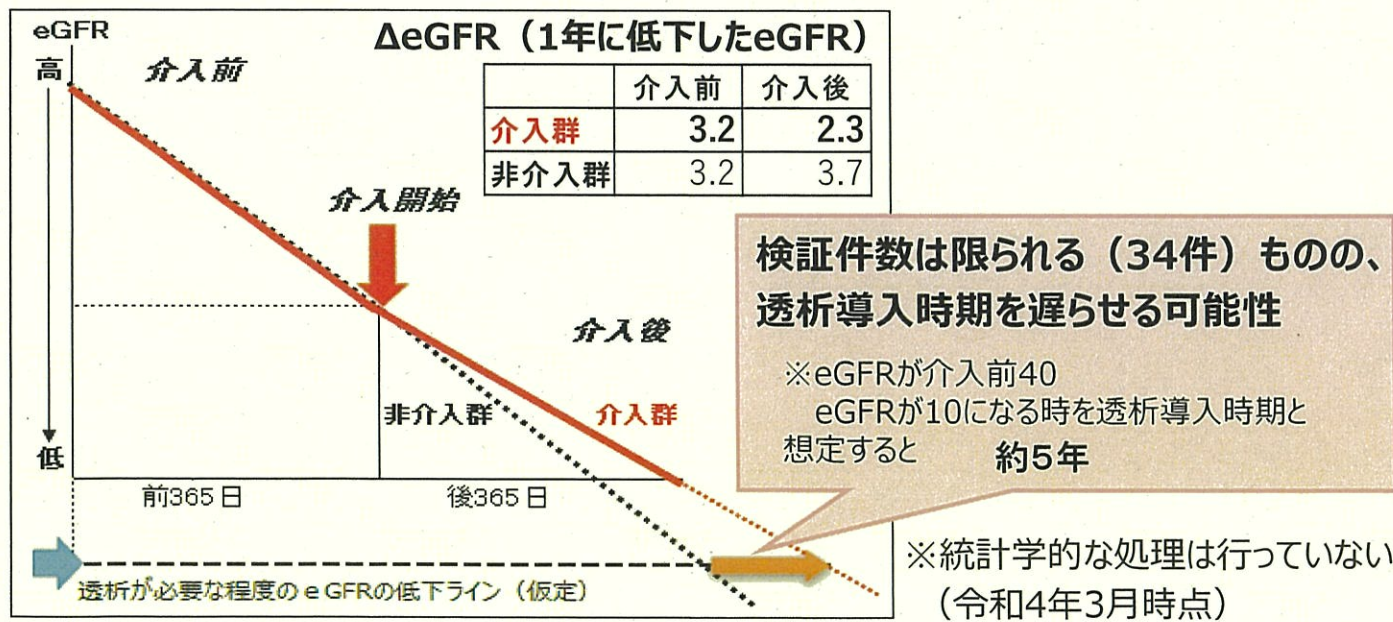 eGFR
高
低
介入前
ΔeGFR（1年に低下したeGFR）
介入前 介入後
介入群 3.2 2.3
非介入群 3.2 3.7
介入開始
介入後
非介入群
介入群
前365日
後365日
透析が必要な程度のｅGFRの低下ライン（仮定）
検証件数は限られる（34件）ものの、
透析導入時期を遅らせる可能性
※eGFRが介入前40
eGFRが10になる時を透析導入時期と
想定すると 約5年
※統計学的な処理は行っていない
（令和4年3月時点）